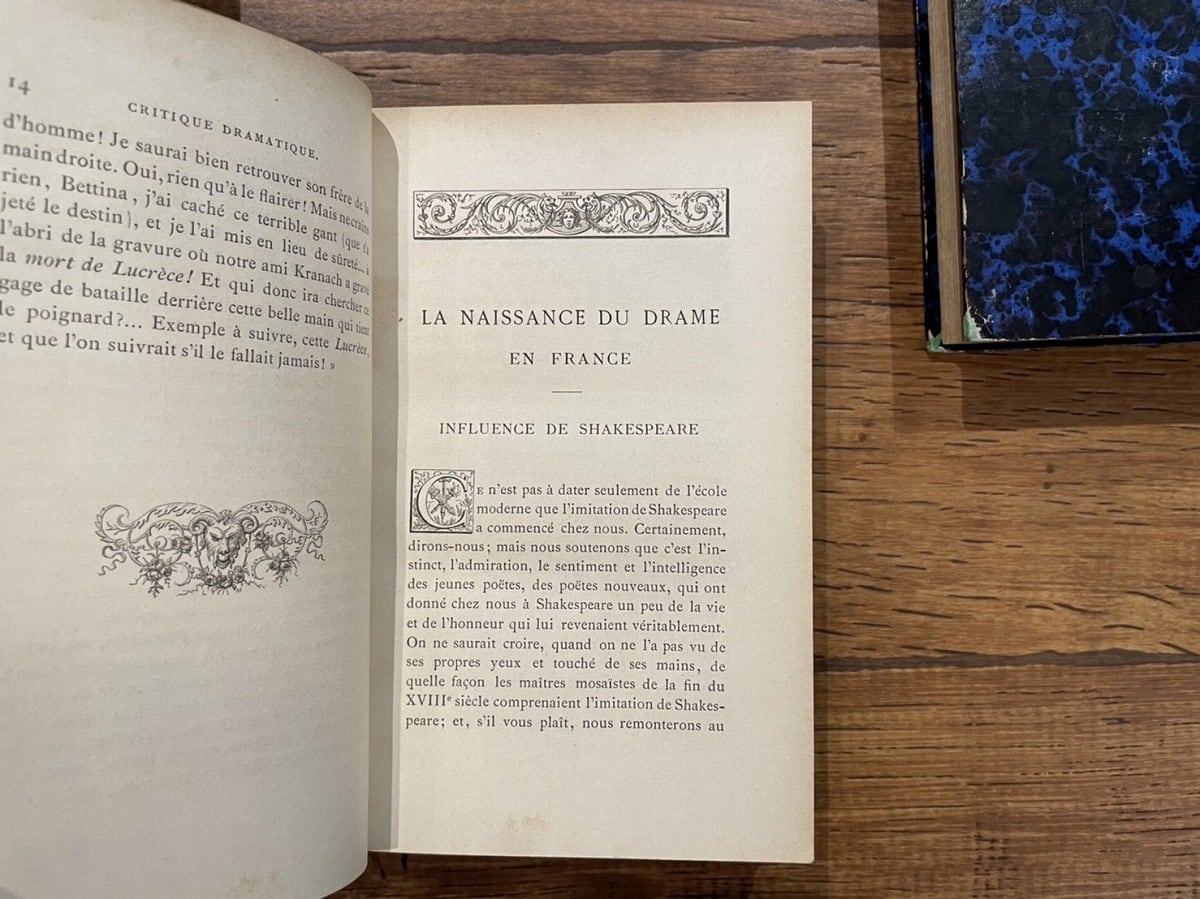 14
CRITIQUE DRAMATIQUE.
d'homme! Je saurai bien retrouver son frère de la
main droite. Oui, rien qu'à le flairer! Mais ne crains
rien, Bettina, j'ai caché ce terrible gant (que t'a
jeté le destin), et je l'ai mis en lieu de sûreté... à
l'abri de la gravure où notre ami Kranach a gravé
la mort de Lucrèce! Et qui donc ira chercher ce
gage de bataille derrière cette belle main qui tient
le poignard?... Exemple à suivre, cette Lucrèce,
et que l'on suivrait s'il le fallait jamais! »
LA NAISSANCE DU DRAME
EN FRANCE
INFLUENCE DE SHAKESPEARE
CE n'est pas à dater seulement de l'école
moderne que l'imitation de Shakespeare
a commencé chez nous. Certainement,
dirons-nous; mais nous soutenons que c'est l'in-
stinct, l'admiration, le sentiment et l'intelligence
des jeunes poëtes, des poëtes nouveaux, qui ont
donné chez nous à Shakespeare un peu de la vie
et de l'honneur qui lui revenaient véritablement.
On ne saurait croire, quand on ne l'a pas vu de
ses propres yeux et touché de ses mains, de
quelle façon les maîtres mosaïstes de la fin du
XVIIIe siècle comprenaient l'imitation de Shakes-
peare; et, s'il vous plaît, nous remonterons au